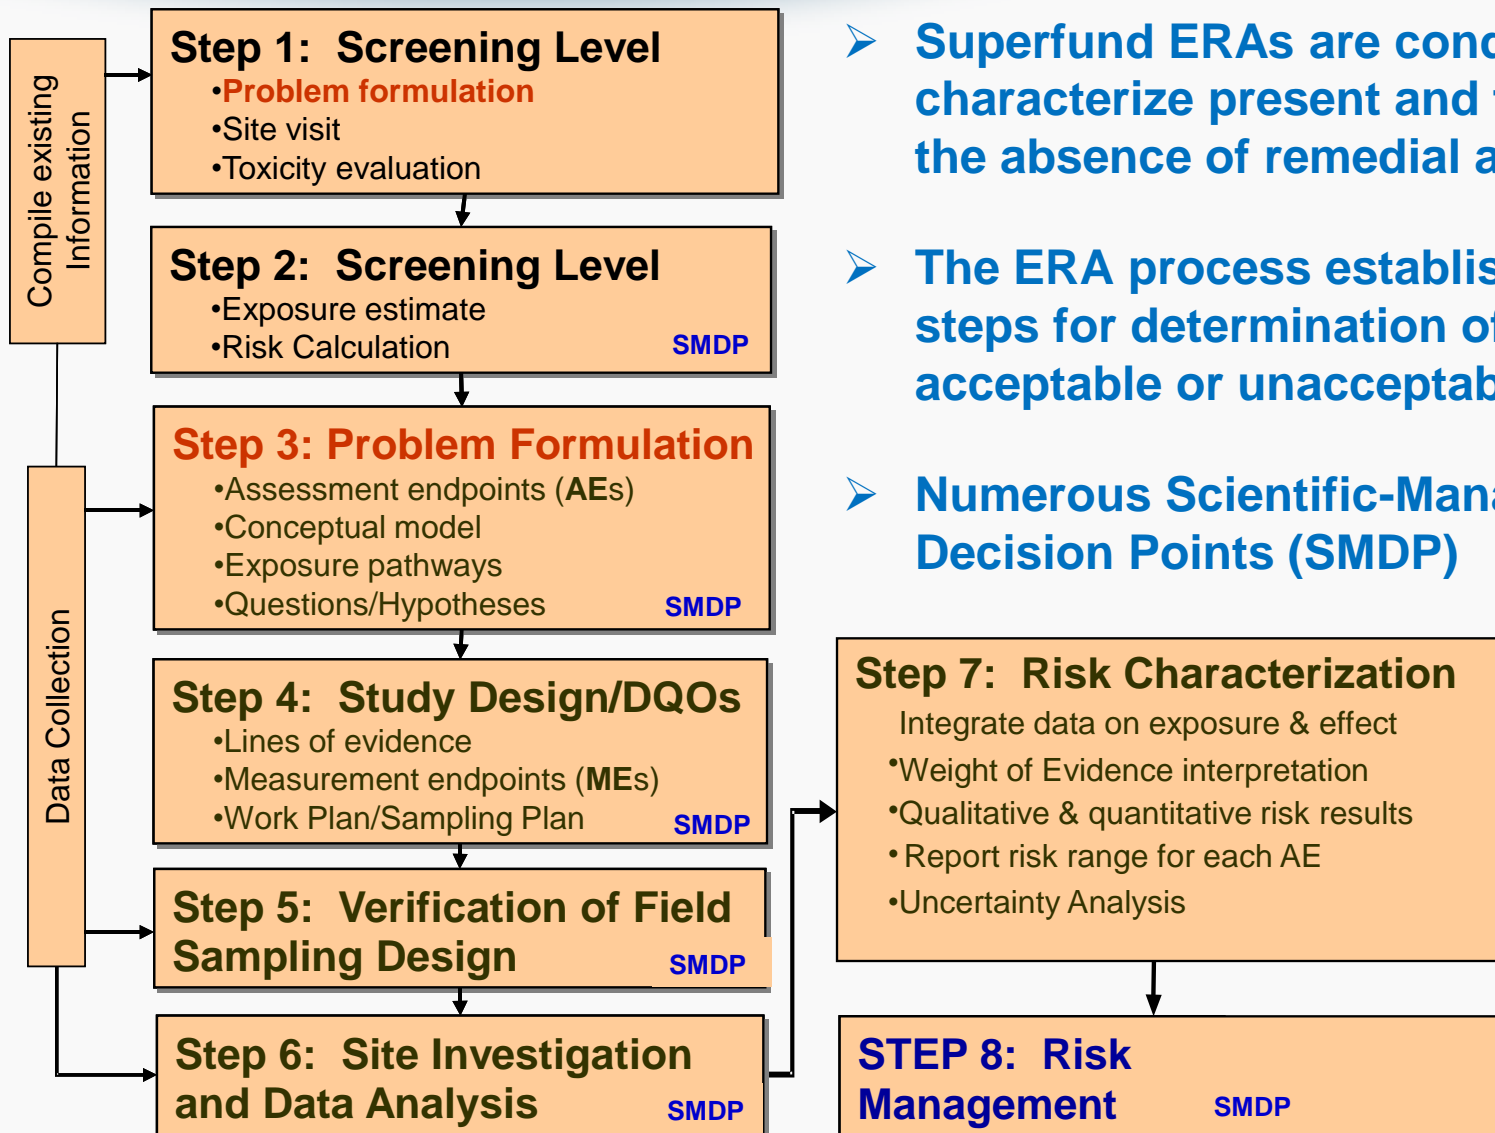 Compile existing
Information
Data Collection
Step 1: Screening Level
•Problem formulation
•Site visit
•Toxicity evaluation
Step 2: Screening Level
•Exposure estimate
•Risk Calculation SMDP
Step 3: Problem Formulation
•Assessment endpoints (AEs)
•Conceptual model
•Exposure pathways
•Questions/Hypotheses SMDP
Step 4: Study Design/DQOs
•Lines of evidence
•Measurement endpoints (MEs)
•Work Plan/Sampling Plan SMDP
Step 5: Verification of Field
Sampling Design SMDP
Step 6: Site Investigation
and Data Analysis SMDP
➢ Superfund ERAs are
characterize present and
the absence of remedial
➢ The ERA process
steps for determination
acceptable or
➢ Numerous
Decision Points (SMDP)
Step 7: Risk Characterization
Integrate data on exposure & effect
•Weight of Evidence interpretation
•Qualitative & quantitative risk results
• Report risk range for each AE
•Uncertainty Analysis
STEP 8: Risk
Management SMDP